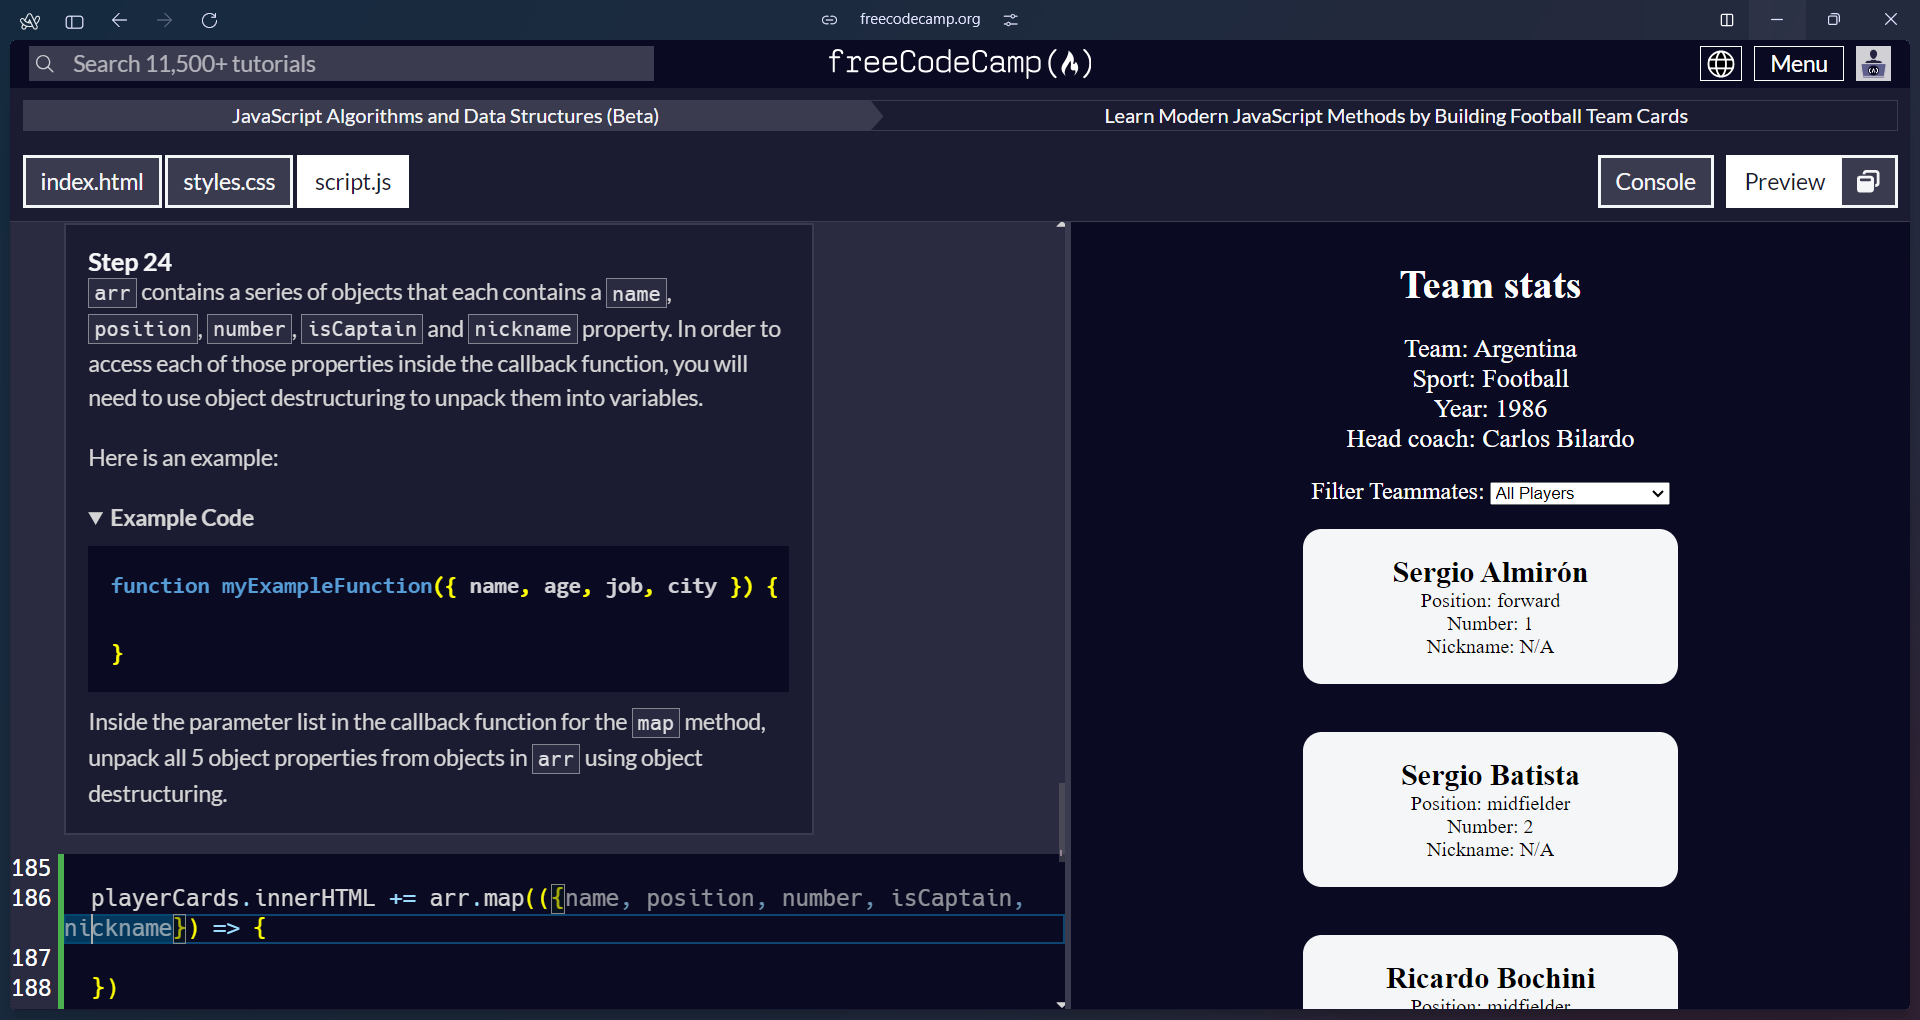 freecodecamp.org
Search 11,500+ tutorials
freeCodeCamp(🔥)
Menu
JavaScript Algorithms and Data Structures (Beta)
Learn Modern JavaScript Methods by Building Football Team Cards
index.html
styles.css
script.js
Console
Preview
Step 24
arr contains a series of objects that each contains a name,
position, number, isCaptain and nickname property. In order to
access each of those properties inside the callback function, you will
need to use object destructuring to unpack them into variables.
Here is an example:
Example Code
function myExampleFunction({ name, age, job, city }) {
}
Inside the parameter list in the callback function for the map method,
unpack all 5 object properties from objects in arr using object
destructuring.
185
186 playerCards.innerHTML += arr.map(({name, position, number, isCaptain,
nickname}) => {
187
188 })
Team stats
Team: Argentina
Sport: Football
Year: 1986
Head coach: Carlos Bilardo
Filter Teammates: All Players
Sergio Almirón
Position: forward
Number: 1
Nickname: N/A
Sergio Batista
Position: midfielder
Number: 2
Nickname: N/A
Ricardo Bochini
Position: midfielder